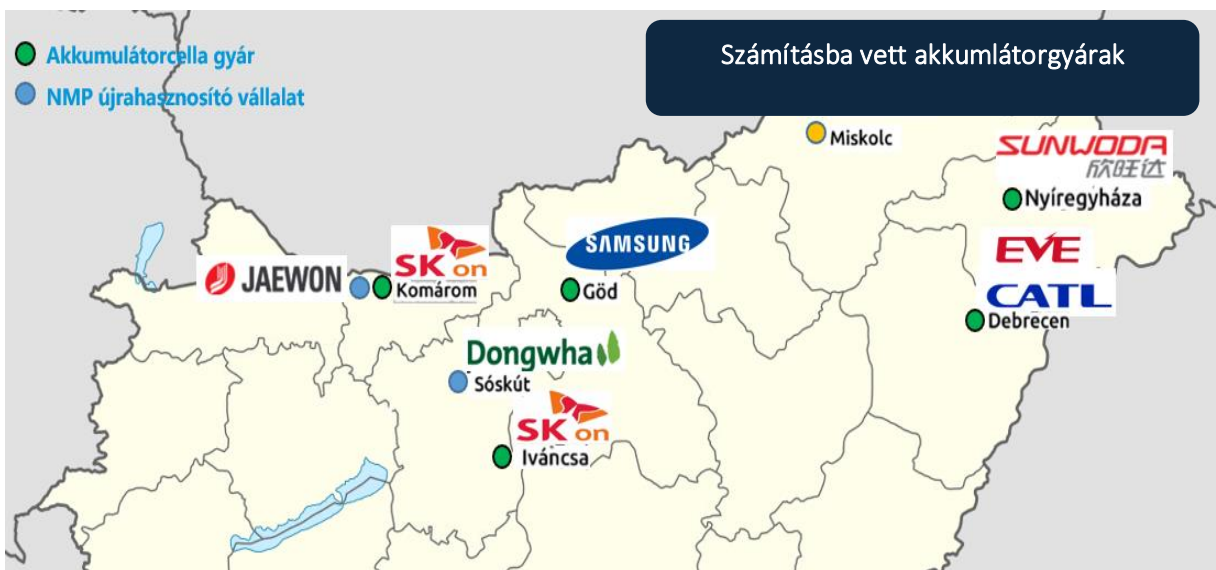 Akkumulátorcella gyár
NMP újrahasznosító vállalat
Számításba vett akkumlátorgyárak
Miskolc
SUNWODA
欣旺达
Nyíregyháza
SAMSUNG
EVE
SK on
JAEWON
Komárom
Göd
CATL
Debrecen
Dongwha
Sóskút
SK on
Iváncsa